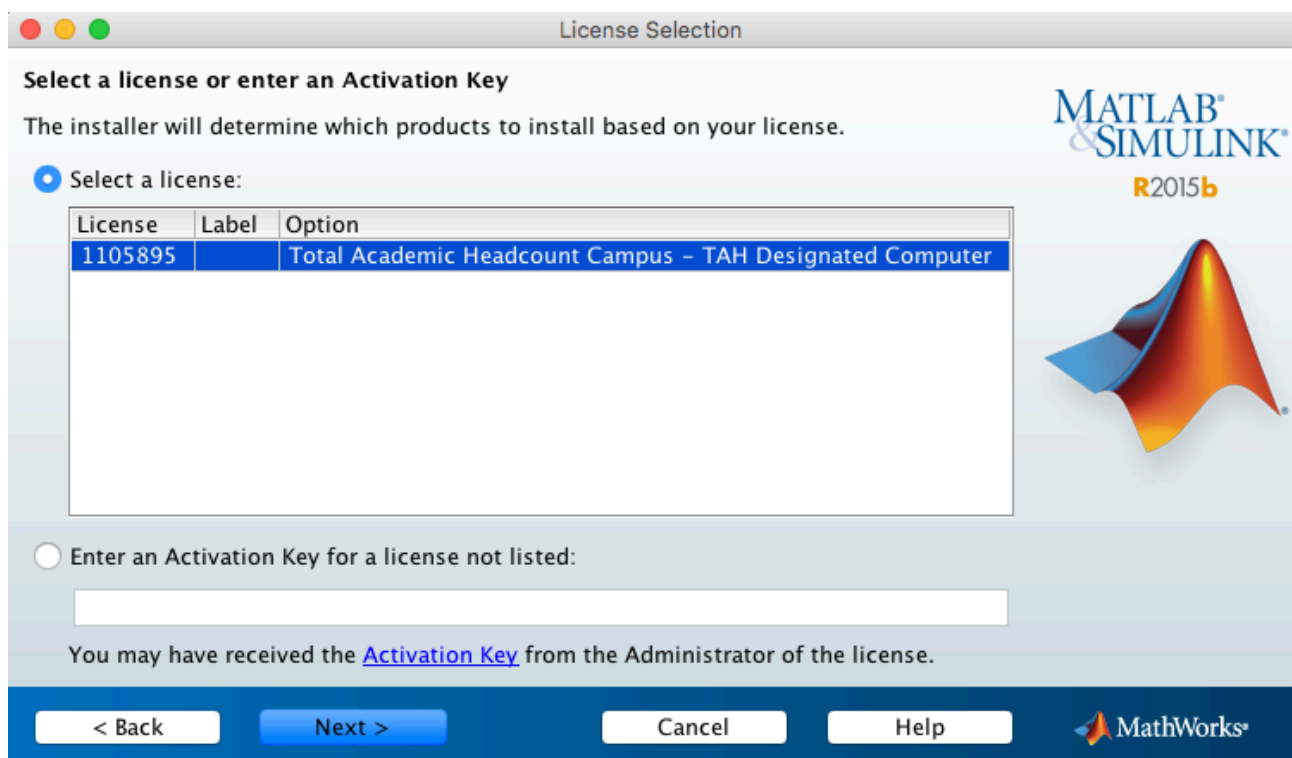 License Selection
Select a license or enter an Activation Key
The installer will determine which products to install based on your license.
MATLAB®
&SIMULINK®
R2015b
Select a license:
License Label Option
1105895 Total Academic Headcount Campus – TAH Designated Computer
Enter an Activation Key for a license not listed:
You may have received the Activation Key from the Administrator of the license.
< Back Next > Cancel Help MathWorks®